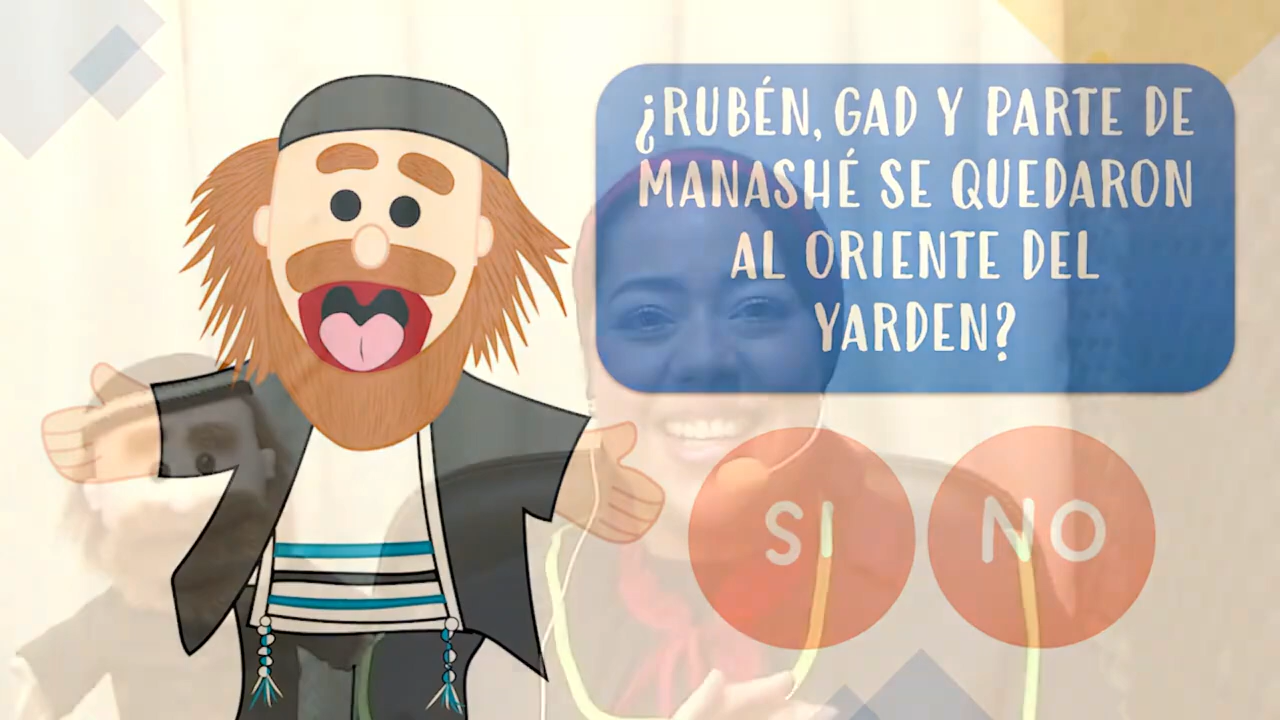 ¿RUBÉN, GAD Y PARTE DE
MANASHÉ SE QUEDARON
AL ORIENTE DEL
YARDEN?
SI NO